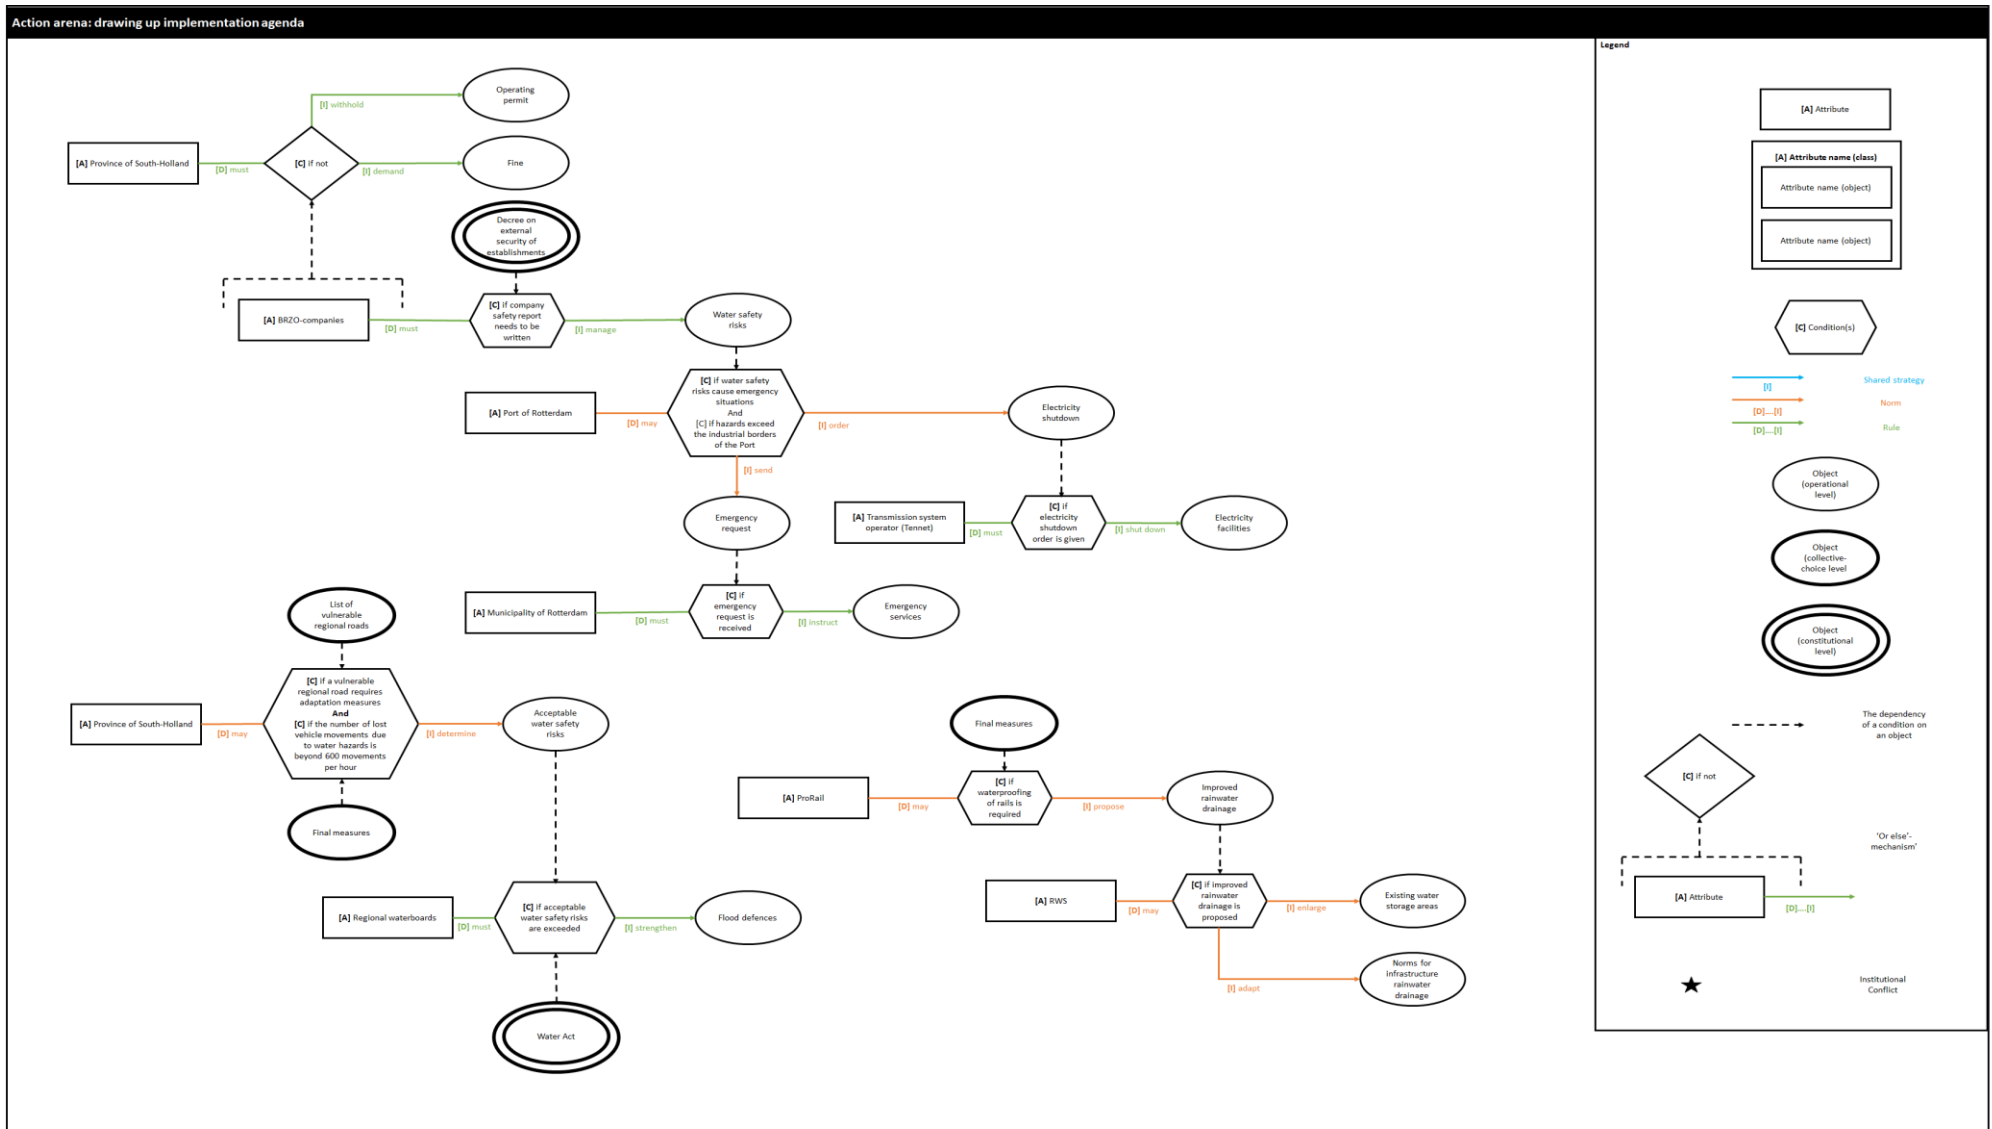 Action arena: drawing up implementation agenda
Operating
permit
[I] withhold
[A] Province of South-Holland
[D] must
[C] if not
[I] demand
Fine
Decree on
external
security of
establishments
[A] BRZO-companies
[D] must
[C] if company
safety report
needs to be
written
[I] manage
Water safety
risks
[A] Port of Rotterdam
[D] may
[C] if water safety
risks cause emergency
situations
And
[C] if hazards exceed
the industrial borders
of the Port
[I] order
Electricity
shutdown
[I] send
Emergency
request
[A] Transmission system
operator (Tennet)
[D] must
[C] if
electricity
shutdown
order is given
[I] shut down
Electricity
facilities
[A] Municipality of Rotterdam
[D] must
[C] if
emergency
request is
received
[I] instruct
Emergency
services
List of
vulnerable
regional roads
[A] Province of South-Holland
[D] may
[C] if a vulnerable
regional road requires
adaptation measures
And
[C] if the number of lost
vehicle movements due
to water hazards is
beyond 600 movements
per hour
[I] determine
Acceptable
water safety
risks
Final measures
Final measures
[A] ProRail
[D] may
[C] if
waterproofing
of rails is
required
[I] propose
Improved
rainwater
drainage
[A] Regional waterboards
[D] must
[C] if acceptable
water safety risks
are exceeded
[I] strengthen
Flood defences
Water Act
[A] RWS
[D] may
[C] if improved
rainwater
drainage is
proposed
[I] enlarge
Existing water
storage areas
[I] adapt
Norms for
infrastructure
rainwater
drainage
Legend
[A] Attribute
[A] Attribute name (class)
Attribute name (object)
Attribute name (object)
[C] Condition(s)
[I]
Shared strategy
[D]....[I]
Norm
[D]....[I]
Rule
Object
(operational
level)
Object
(collective-
choice level
Object
(constitutional
level)
The dependency
of a condition on
an object
[C] if not
'Or else'-
mechanism'
[A] Attribute
[D]....[I]
Institutional
Conflict